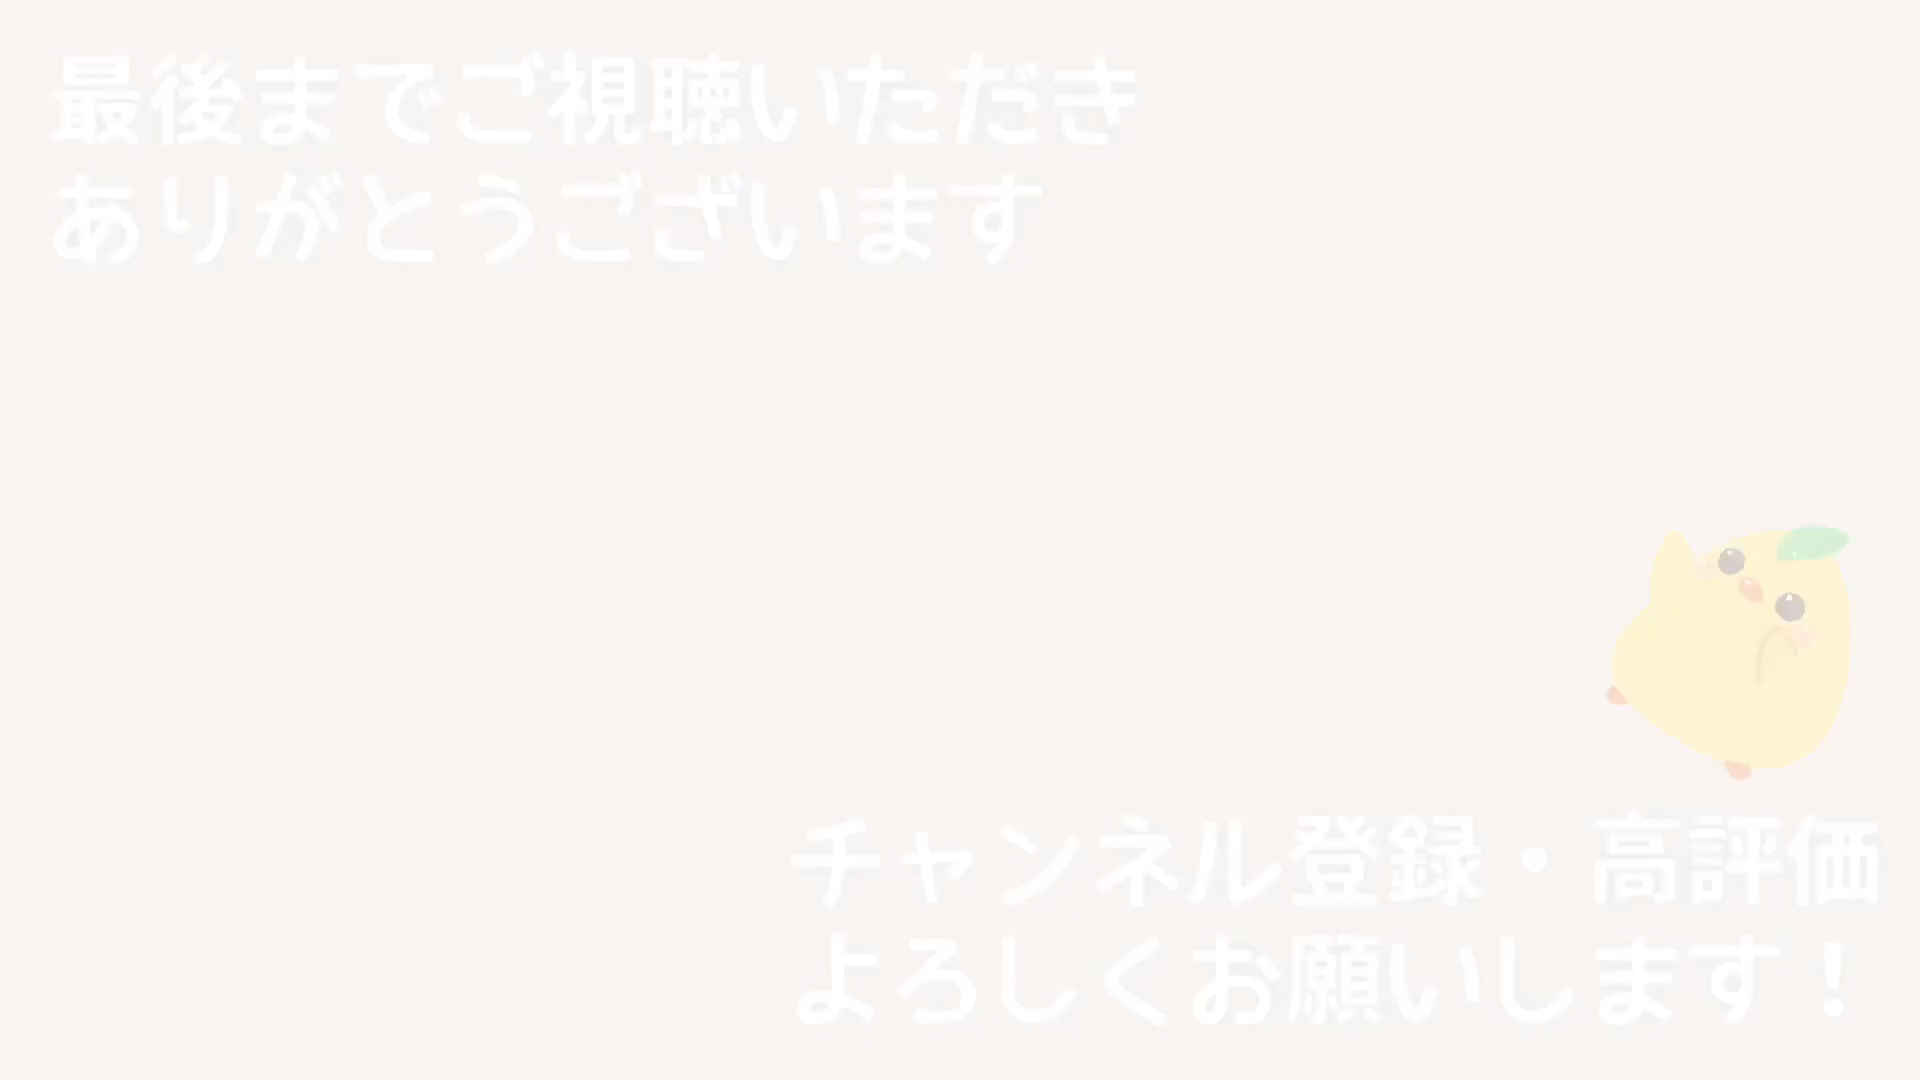 最後までご視聴いただき
ありがとうございます
チャンネル登録・高評価
よろしくお願いします！